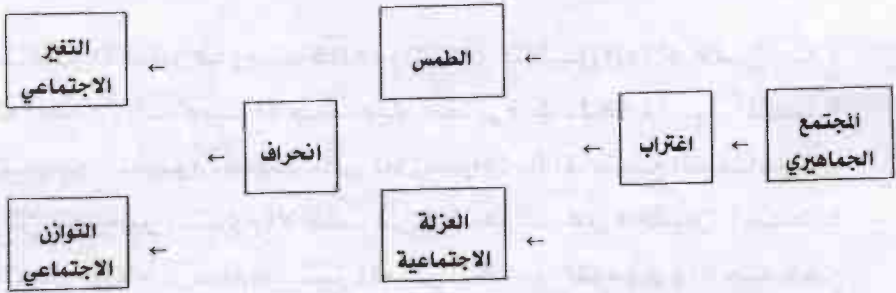 المجتمع
الجماهيري
←
اغتراب
←
الطمس
←
العزلة
الاجتماعية
←
انحراف
←
التغير
الاجتماعي
←
التوازن
الاجتماعي
←